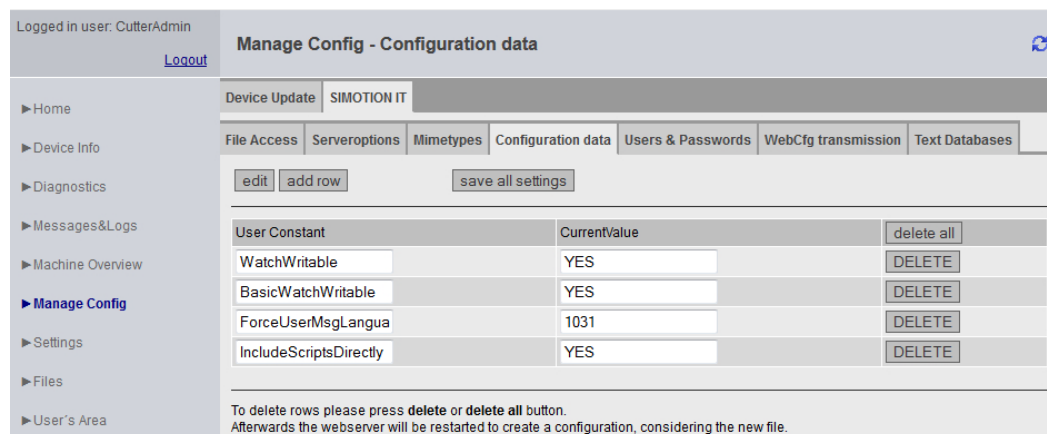 Logged in user: CutterAdmin
Logout
Manage Config - Configuration data
Device Update SIMOTION IT
File Access Serveroptions Mimetypes Configuration data Users & Passwords WebCfg transmission Text Databases
►Home
►Device Info
►Diagnostics
►Messages&Logs
►Machine Overview
►Manage Config
►Settings
►Files
►User´s Area
edit add row save all settings
User Constant CurrentValue delete all
WatchWritable YES DELETE
BasicWatchWritable YES DELETE
ForceUserMsgLangua 1031 DELETE
IncludeScriptsDirectly YES DELETE
To delete rows please press delete or delete all button.
Afterwards the webserver will be restarted to create a configuration, considering the new file.